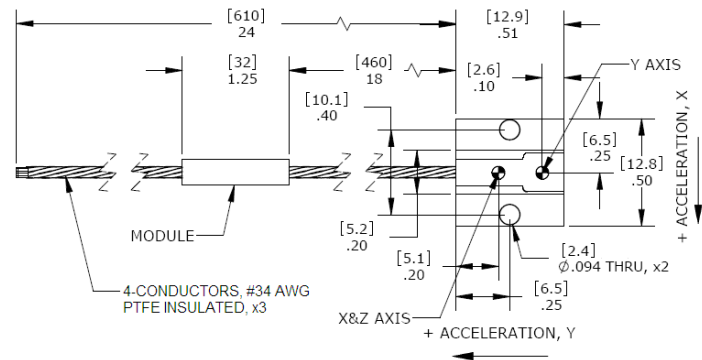 [610]
24
[12.9]
.51
[32]
1.25
[460]
18
[2.6]
.10
Y AXIS
[10.1]
.40
[6.5]
.25
[12.8]
.50
+ ACCELERATION, X
MODULE
[5.2]
.20
[5.1]
.20
[2.4]
Ø.094 THRU, x2
4-CONDUCTORS, #34 AWG
PTFE INSULATED, x3
[6.5]
.25
X&Z AXIS
+ ACCELERATION, Y